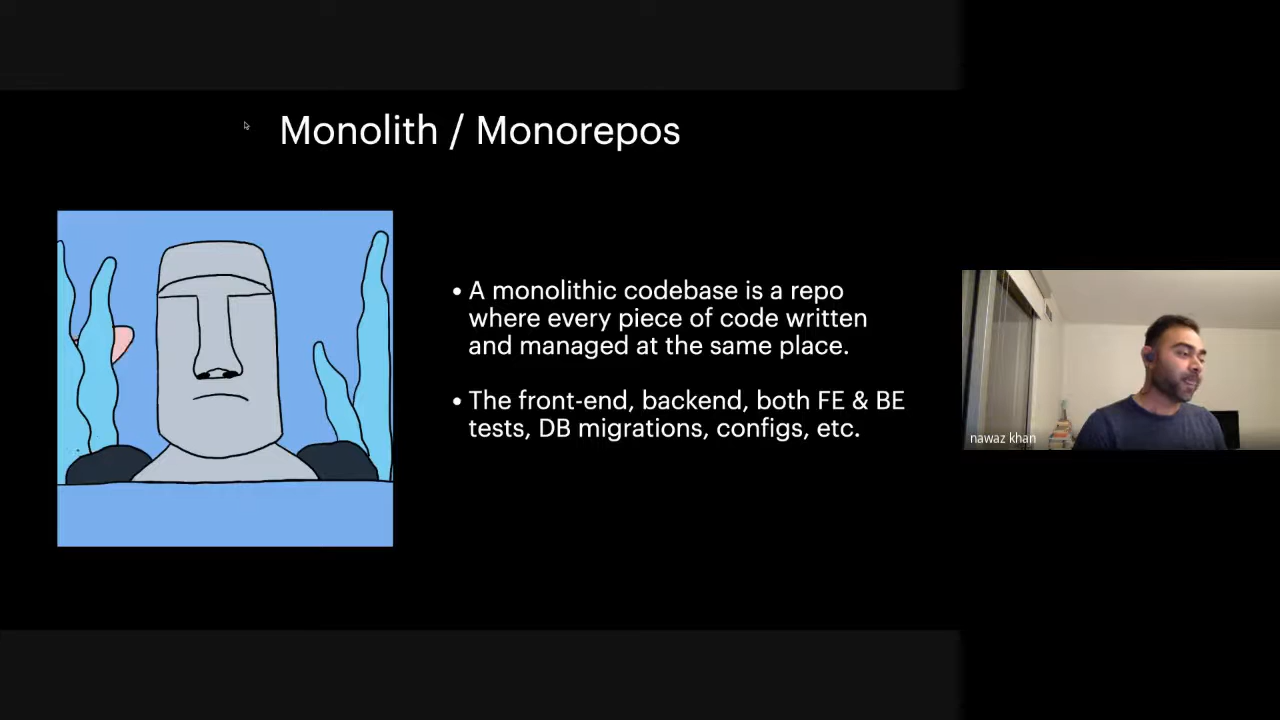 Monolith / Monorepos
• A monolithic codebase is a repo
where every piece of code written
and managed at the same place.
• The front-end, backend, both FE & BE
tests, DB migrations, configs, etc.
nawaz khan